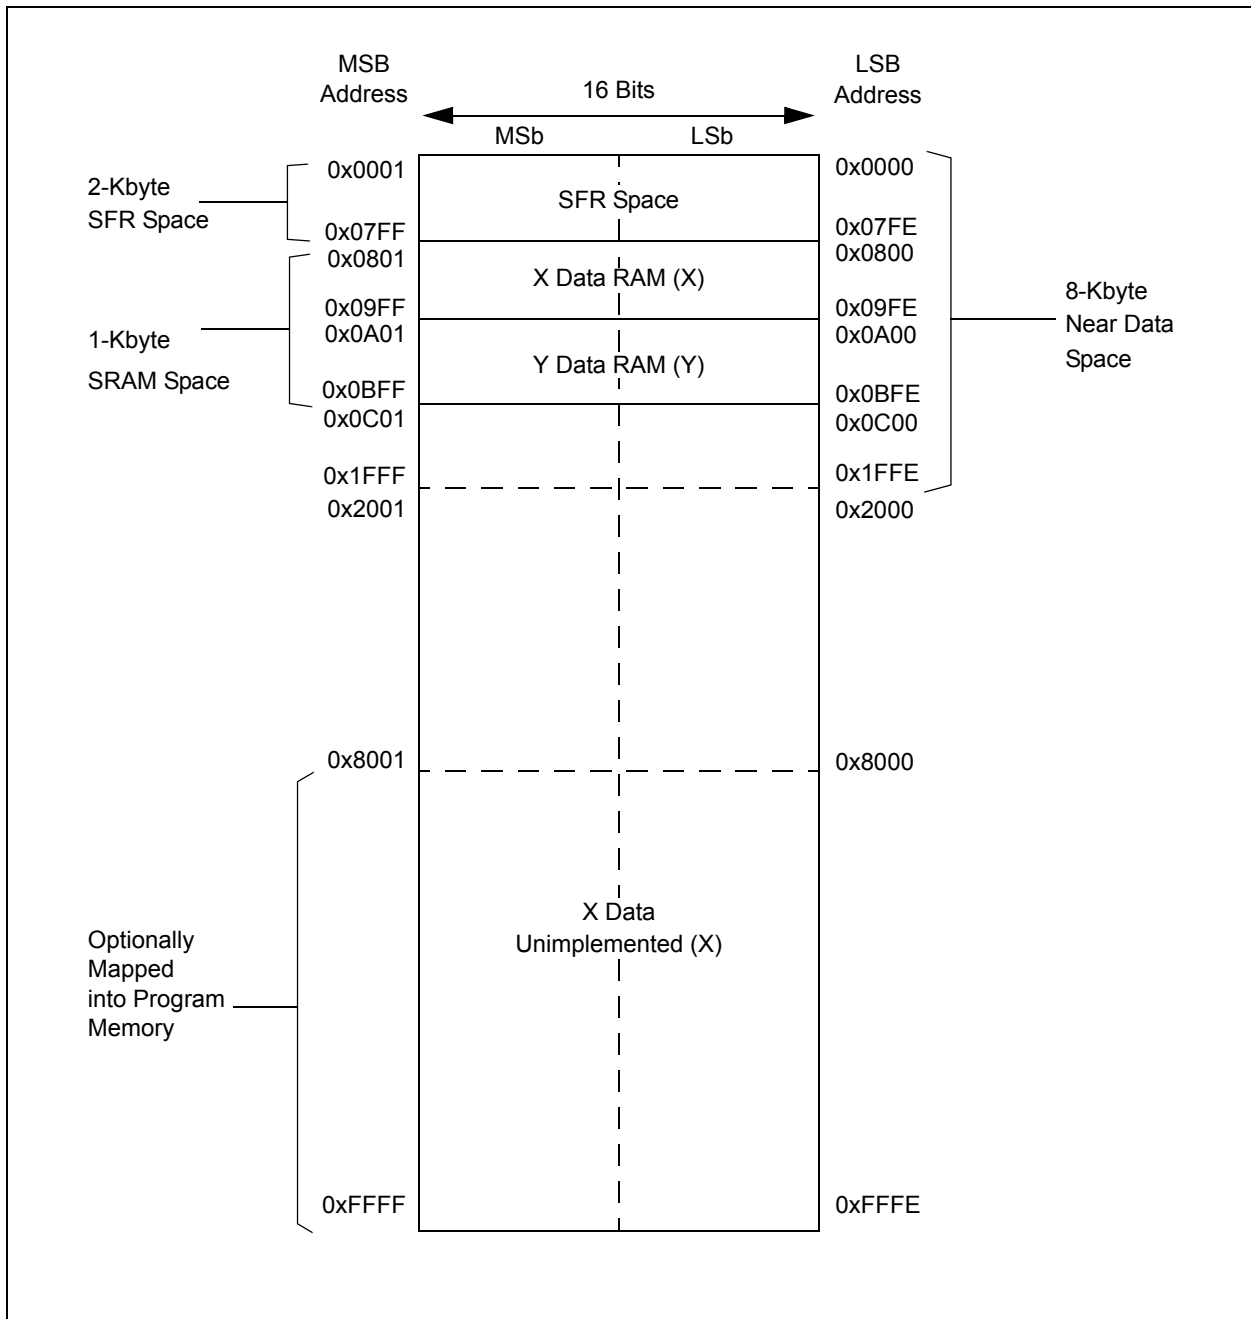 MSB
Address
LSB
Address
16 Bits
MSb
LSb
0x0001
0x0000
2-Kbyte
SFR Space
SFR Space
0x07FF
0x07FE
0x0801
0x0800
X Data RAM (X)
0x09FF
0x09FE
0x0A01
0x0A00
8-Kbyte
Near Data
Space
1-Kbyte
SRAM Space
Y Data RAM (Y)
0x0BFF
0x0BFE
0x0C01
0x0C00
0x1FFF
0x1FFE
0x2001
0x2000
0x8001
0x8000
X Data
Unimplemented (X)
Optionally
Mapped
into Program
Memory
0xFFFF
0xFFFE